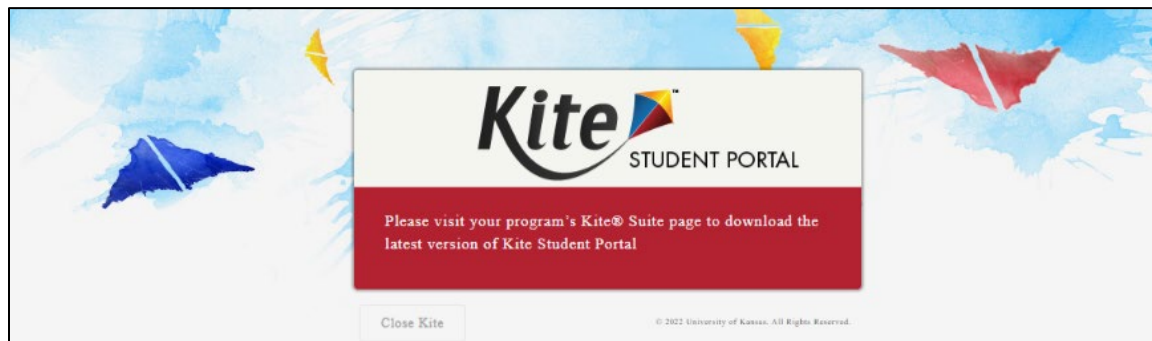 Kite™
STUDENT PORTAL
Please visit your program's Kite® Suite page to download the
latest version of Kite Student Portal
Close Kite
© 2022 University of Kansas. All Rights Reserved.